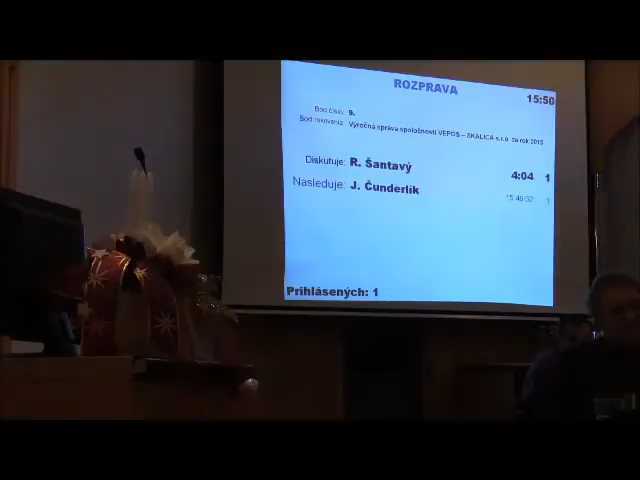 ROZPRAVA
15:50
Bod číslo: 9.
Bod rokovania: Výročná správa spoločnosti VEPOS – SKALICA s.r.o. za rok 2015
Diskutuje: R. Šantavý 4:04 1
Nasleduje: J. Čunderlík 15:49:52 1
Prihlásených: 1